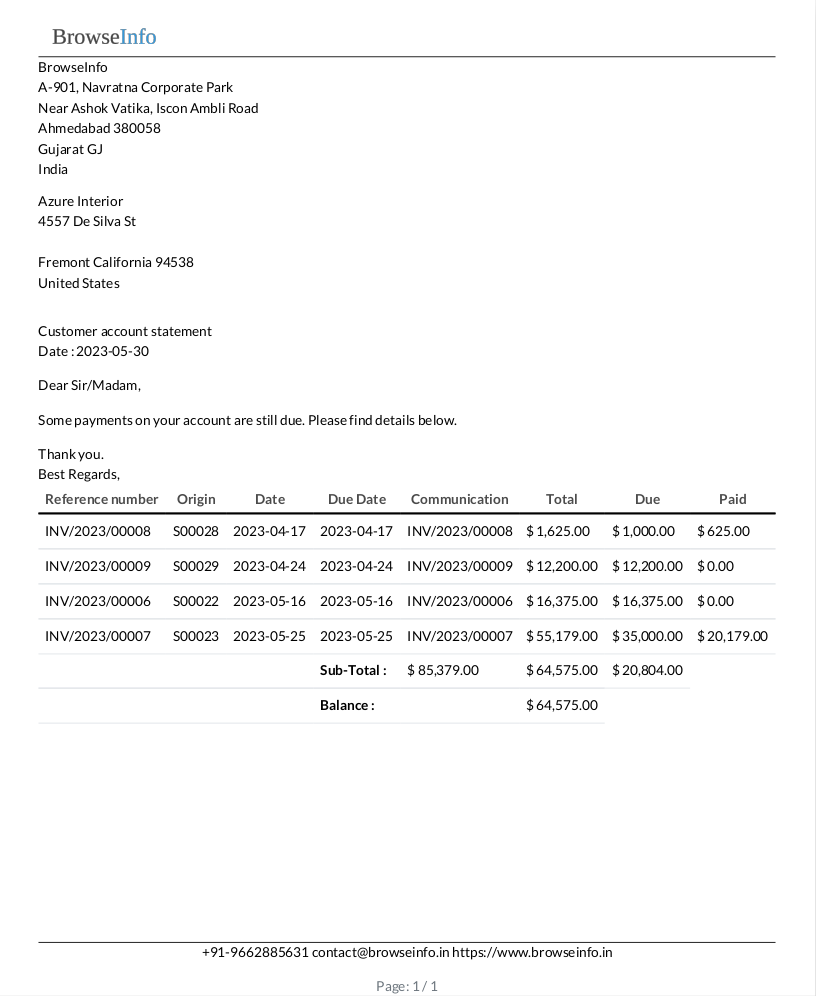 BrowseInfo
BrowseInfo
A-901, Navratna Corporate Park
Near Ashok Vatika, Iscon Ambli Road
Ahmedabad 380058
Gujarat GJ
India
Azure Interior
4557 De Silva St
Fremont California 94538
United States
Customer account statement
Date : 2023-05-30
Dear Sir/Madam,
Some payments on your account are still due. Please find details below.
Thank you.
Best Regards,
Reference number Origin Date Due Date Communication Total Due Paid
INV/2023/00008 S00028 2023-04-17 2023-04-17 INV/2023/00008 $ 1,625.00 $ 1,000.00 $ 625.00
INV/2023/00009 S00029 2023-04-24 2023-04-24 INV/2023/00009 $ 12,200.00 $ 12,200.00 $ 0.00
INV/2023/00006 S00022 2023-05-16 2023-05-16 INV/2023/00006 $ 16,375.00 $ 16,375.00 $ 0.00
INV/2023/00007 S00023 2023-05-25 2023-05-25 INV/2023/00007 $ 55,179.00 $ 35,000.00 $ 20,179.00
Sub-Total : $ 85,379.00 $ 64,575.00 $ 20,804.00
Balance : $ 64,575.00
+91-9662885631 contact@browseinfo.in https://www.browseinfo.in
Page: 1 / 1